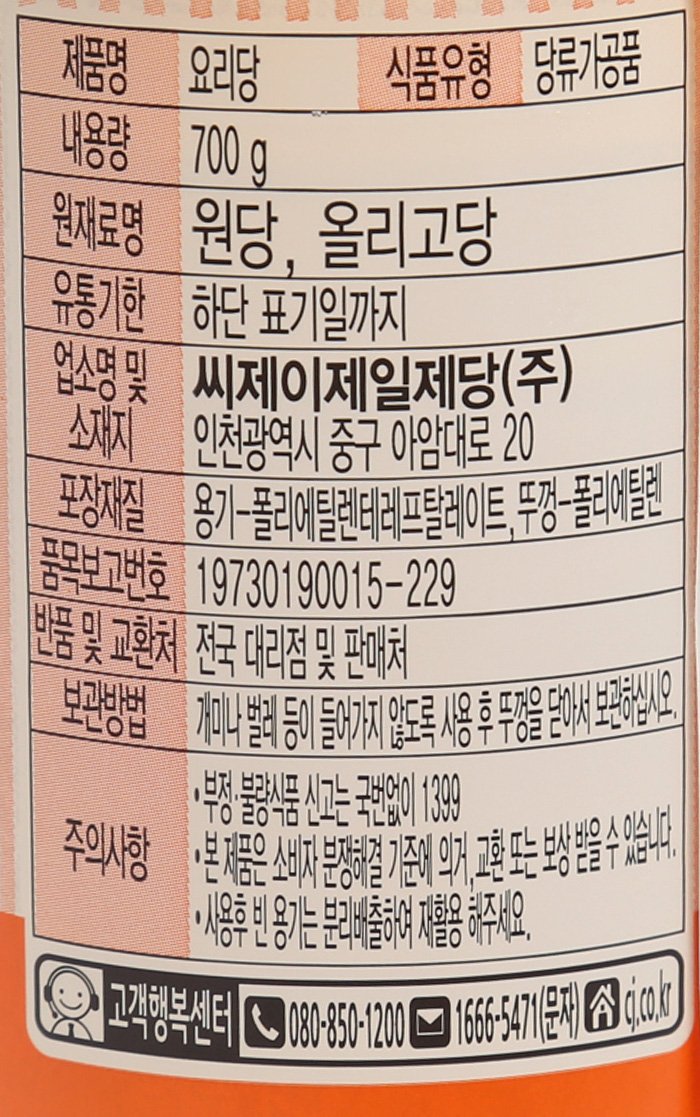 제품명 요리당 식품유형 당류가공품
내용량 700 g
원재료명 원당, 올리고당
유통기한 하단 표기일까지
업소명 및 씨제이제일제당(주)
소재지 인천광역시 중구 아암대로 20
포장재질 용기-폴리에틸렌테레프탈레이트, 뚜껑-폴리에틸렌
품목보고번호 19730190015-229
반품 및 교환처 전국 대리점 및 판매처
보관방법 개미나 벌레 등이 들어가지 않도록 사용 후 뚜껑을 닫아서 보관하십시오.
•부정·불량식품 신고는 국번없이 1399
주의사항 •본 제품은 소비자 분쟁해결 기준에 의거, 교환 또는 보상 받을 수 있습니다.
•사용후 빈 용기는 분리배출하여 재활용 해주세요.
고객행복센터 080-850-1200 1666-5471(문자) cj.co.kr